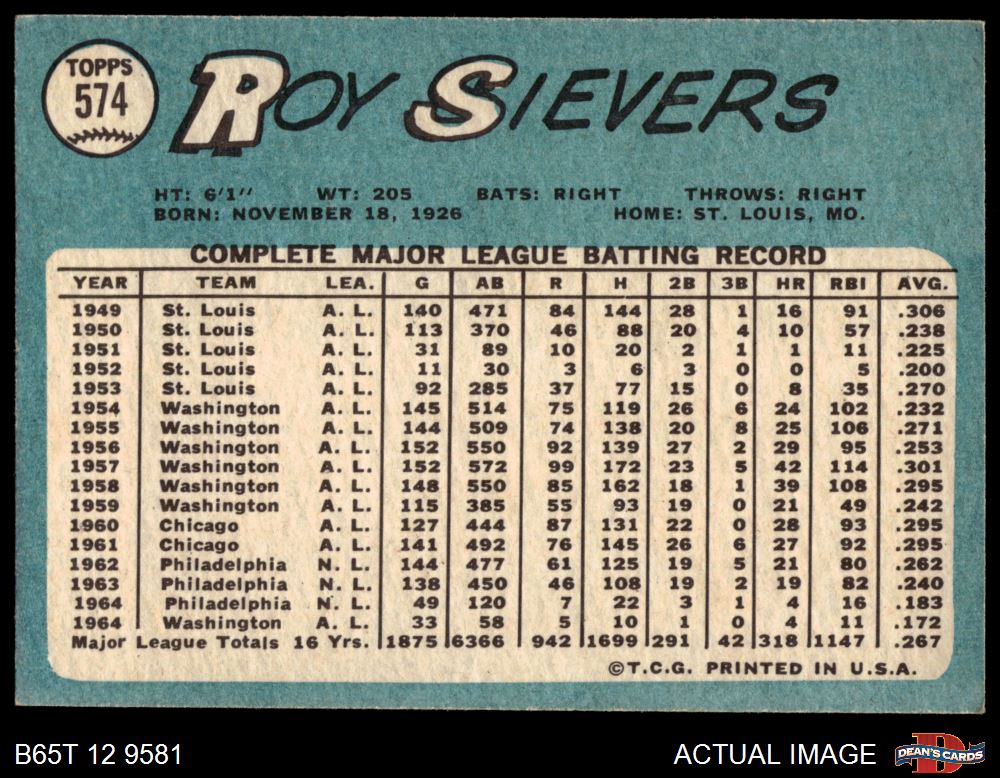 TOPPS
574
ROY SIEVERS
HT: 6'1" WT: 205 BATS: RIGHT THROWS: RIGHT
BORN: NOVEMBER 18, 1926 HOME: ST. LOUIS, MO.
COMPLETE MAJOR LEAGUE BATTING RECORD
YEAR TEAM LEA. G AB R H 2B 3B HR RBI AVG.
1949 St. Louis A. L. 140 471 84 144 28 1 16 91 .306
1950 St. Louis A. L. 113 370 46 88 20 4 10 57 .238
1951 St. Louis A. L. 31 89 10 20 2 1 1 11 .225
1952 St. Louis A. L. 11 30 3 6 3 0 0 5 .200
1953 St. Louis A. L. 92 285 37 77 15 0 8 35 .270
1954 Washington A. L. 145 514 75 119 26 6 24 102 .232
1955 Washington A. L. 144 509 74 138 20 8 25 106 .271
1956 Washington A. L. 152 550 92 139 27 2 29 95 .253
1957 Washington A. L. 152 572 99 172 23 5 42 114 .301
1958 Washington A. L. 148 550 85 162 18 1 39 108 .295
1959 Washington A. L. 115 385 55 93 19 0 21 49 .242
1960 Chicago A. L. 127 444 87 131 22 0 28 93 .295
1961 Chicago A. L. 141 492 76 145 26 6 27 92 .295
1962 Philadelphia N. L. 144 477 61 125 19 5 21 80 .262
1963 Philadelphia N. L. 138 450 46 108 19 2 19 82 .240
1964 Philadelphia N. L. 49 120 7 22 3 1 4 16 .183
1964 Washington A. L. 33 58 5 10 1 0 4 11 .172
Major League Totals 16 Yrs. 1875 6366 942 1699 291 42 318 1147 .267
©T.C.G. PRINTED IN U.S.A.
B65T 12 9581 ACTUAL IMAGE DEAN'S CARDS